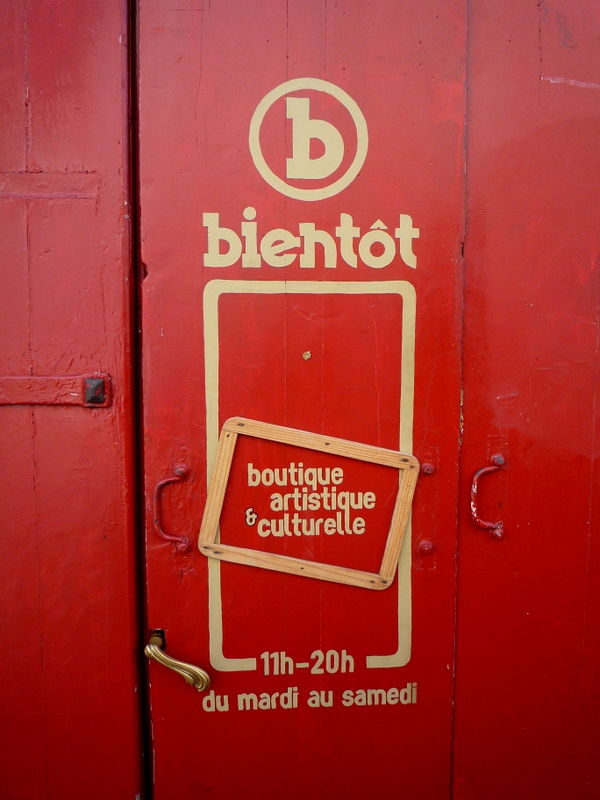 b
bientôt
boutique
artistique
& culturelle
11h-20h
du mardi au samedi